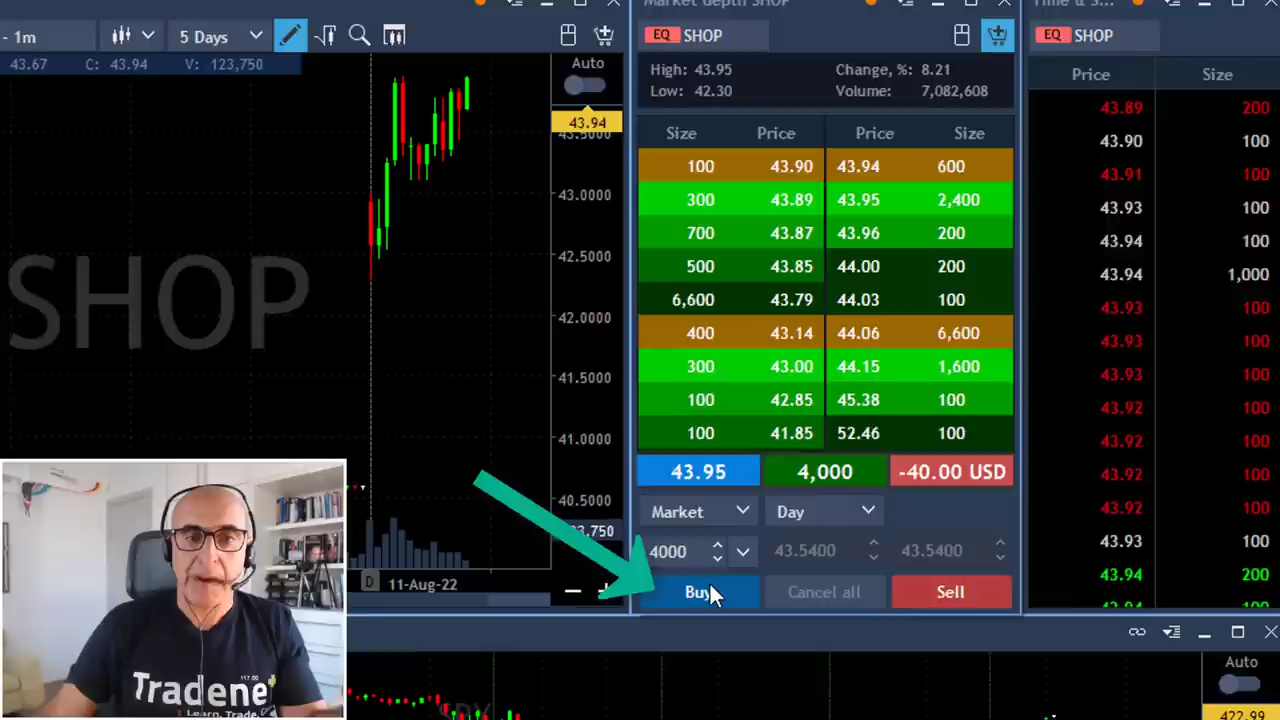 Market depth SHOP
Time & S...
- 1m
5 Days
EQ SHOP
EQ SHOP
43.67 C: 43.94 V: 123,750
Auto
High: 43.95 Change, %: 8.21
Low: 42.30 Volume: 7,082,608
Price Size
43.94
43.5000
43.0000
42.5000
42.0000
41.5000
41.0000
40.5000
SHOP
Size Price Price Size
100 43.90 43.94 600
300 43.89 43.95 2,400
700 43.87 43.96 200
500 43.85 44.00 200
6,600 43.79 44.03 100
400 43.14 44.06 6,600
300 43.00 44.15 1,600
100 42.85 45.38 100
100 41.85 52.46 100
43.95 4,000 -40.00 USD
Market Day
4000 43.5400 43.5400
Buy Cancel all Sell
43.89 200
43.90 100
43.91 100
43.93 100
43.94 100
43.94 1,000
43.93 100
43.93 100
43.93 100
43.92 100
43.92 100
43.92 100
43.92 100
43.93 100
43.94 200
43.94 100
D 11-Aug-22
Auto
422.99
Tradenet
Learn. Trade.